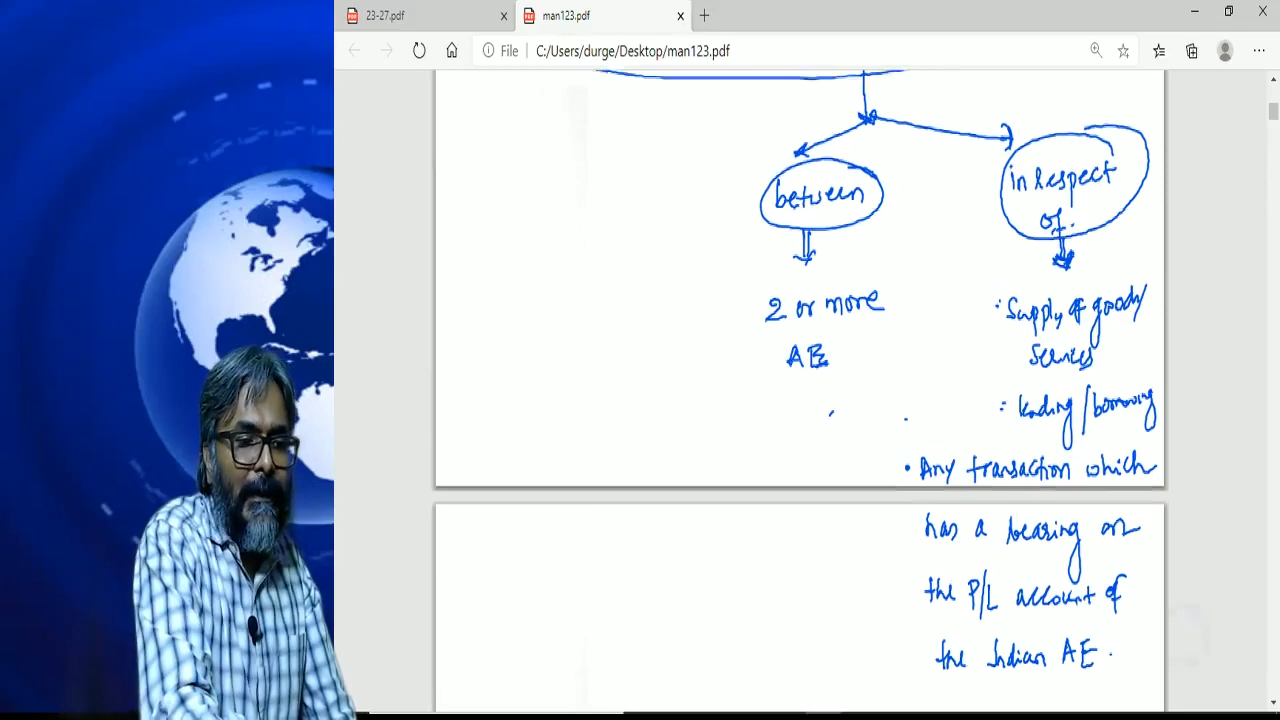 23-27.pdf
man123.pdf
File
C:/Users/durge/Desktop/man123.pdf
between
in Respect
of
2 or more
AE
Supply of goods/
Services
lending/borrowing
Any transaction which
has a bearing on
the P/L account of
the Indian AE.